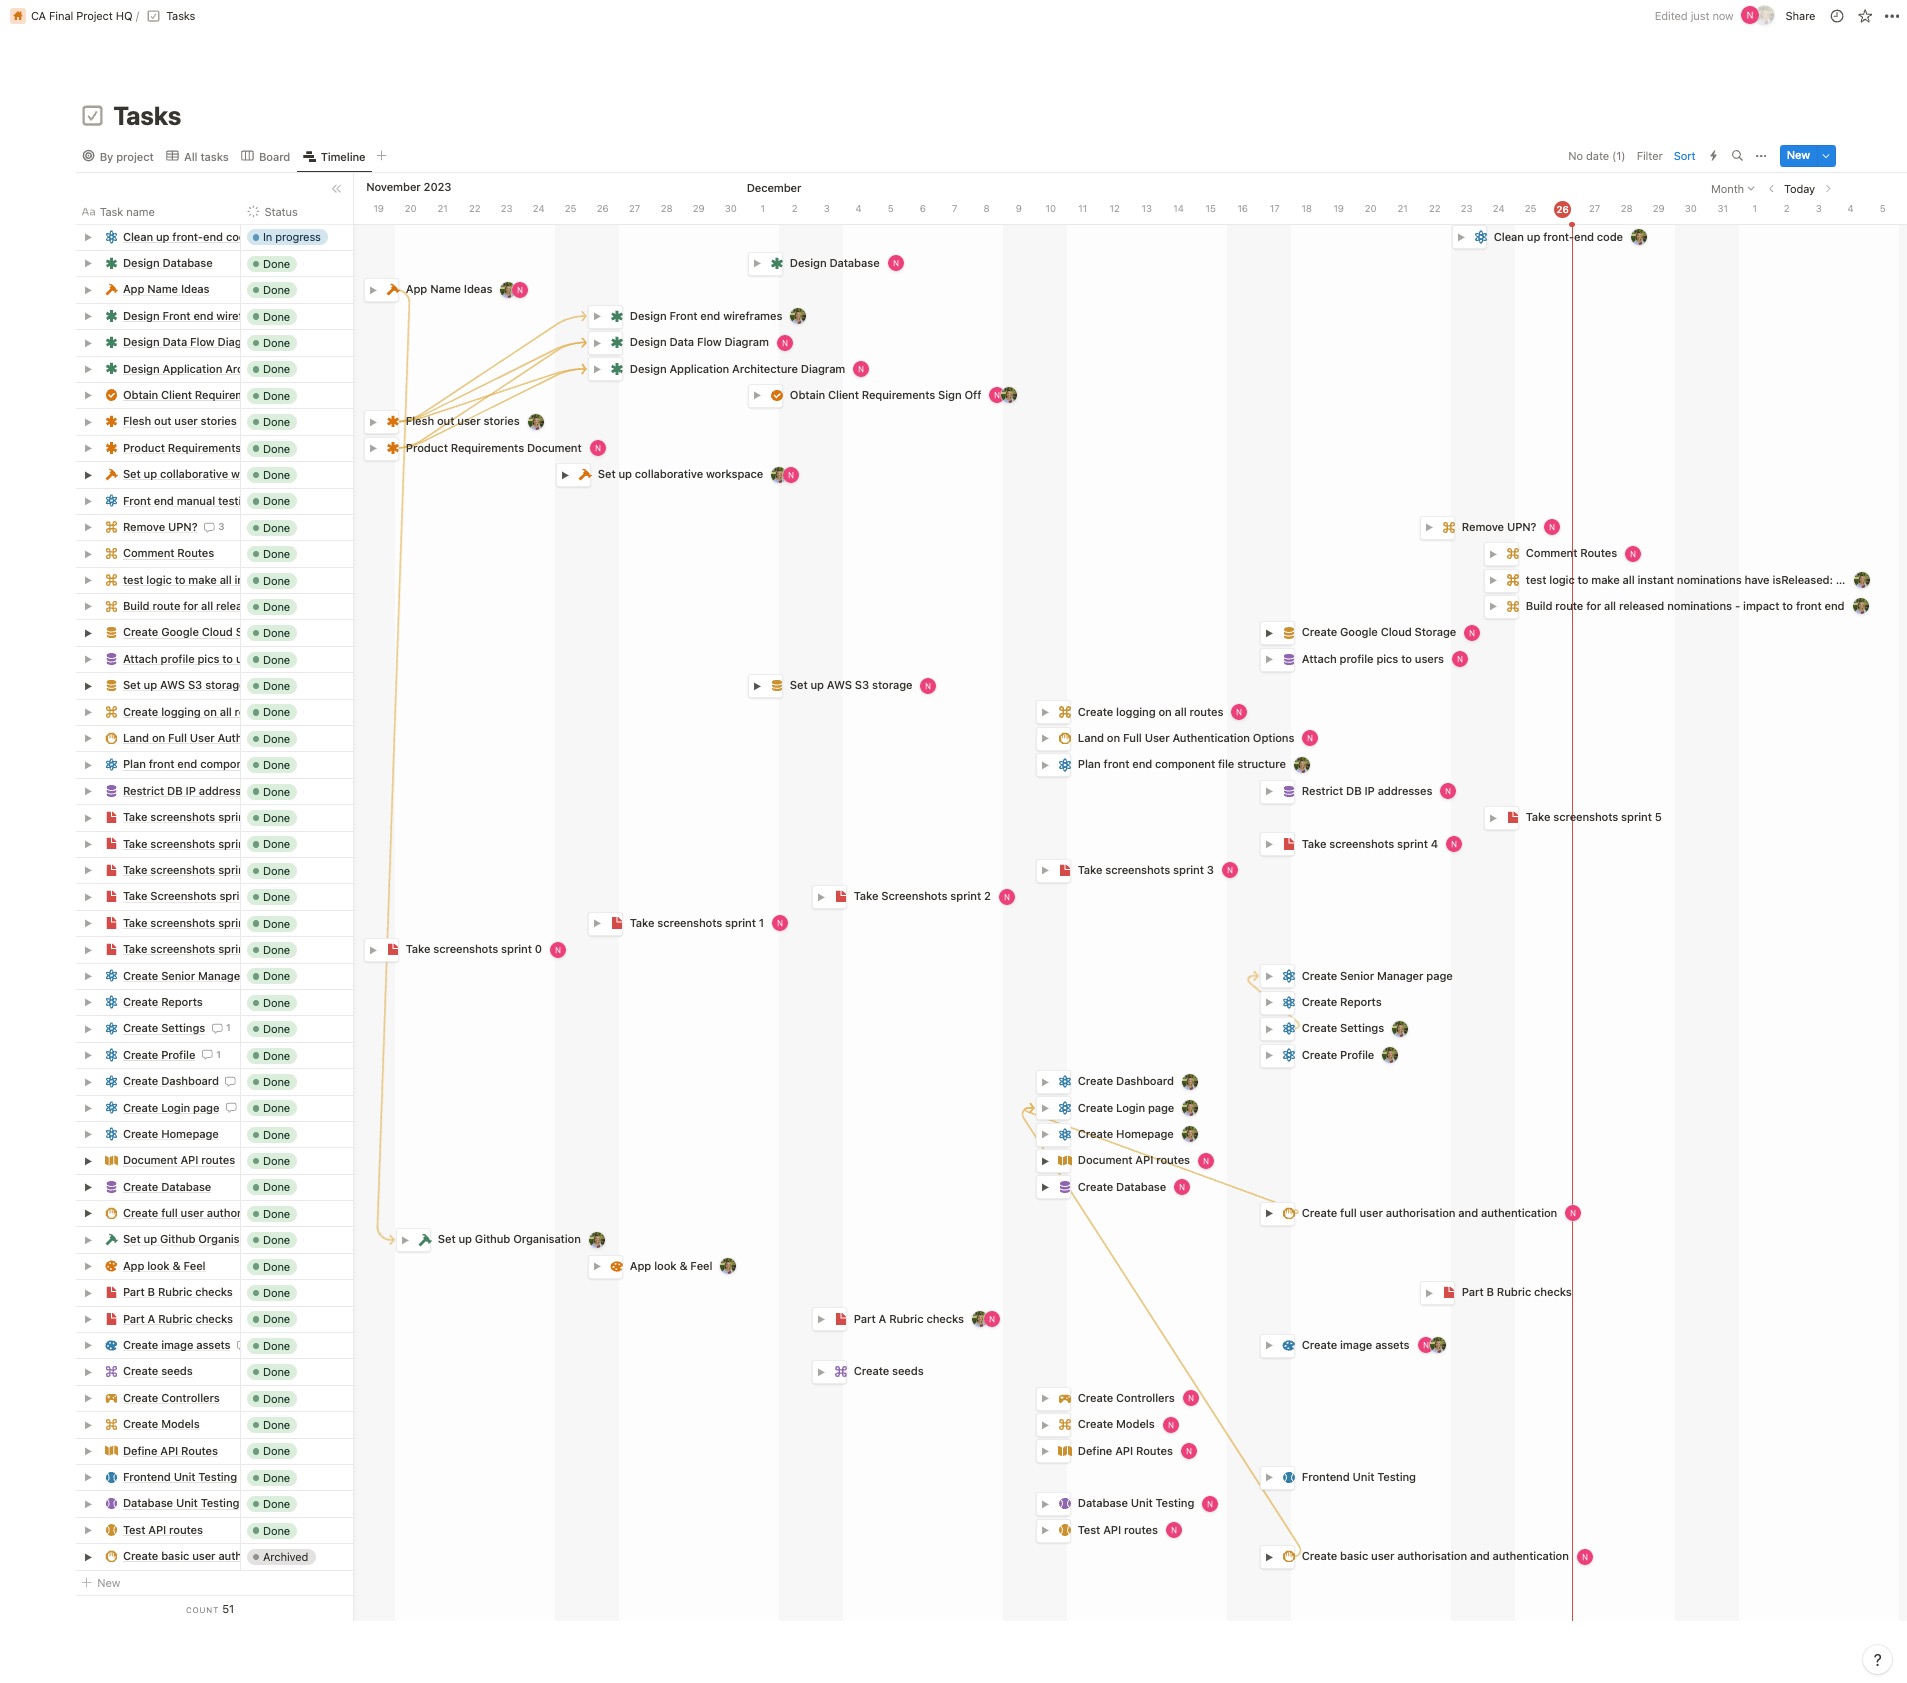 CA Final Project HQ / Tasks
Edited just now N Share
Tasks
By project All tasks Board Timeline
No date (1) Filter Sort New
November 2023 December Month Today
Aa Task name Status 19 20 21 22 23 24 25 26 27 28 29 30 1 2 3 4 5 6 7 8 9 10 11 12 13 14 15 16 17 18 19 20 21 22 23 24 25 26 27 28 29 30 31 1 2 3 4 5
Clean up front-end co In progress Clean up front-end code
Design Database Done Design Database N
App Name Ideas Done App Name Ideas N
Design Front end wiref Done Design Front end wireframes
Design Data Flow Diag Done Design Data Flow Diagram N
Design Application Arc Done Design Application Architecture Diagram N
Obtain Client Requiren Done Obtain Client Requirements Sign Off N
Flesh out user stories Done Flesh out user stories
Product Requirements Done Product Requirements Document N
Set up collaborative w Done Set up collaborative workspace N
Front end manual testi Done
Remove UPN? 3 Done Remove UPN? N
Comment Routes Done Comment Routes N
test logic to make all i Done test logic to make all instant nominations have isReleased: ...
Build route for all relea Done Build route for all released nominations - impact to front end
Create Google Cloud S Done Create Google Cloud Storage N
Attach profile pics to u Done Attach profile pics to users N
Set up AWS S3 storag Done Set up AWS S3 storage N
Create logging on all r Done Create logging on all routes N
Land on Full User Auth Done Land on Full User Authentication Options N
Plan front end compor Done Plan front end component file structure
Restrict DB IP address Done Restrict DB IP addresses N
Take screenshots spri Done Take screenshots sprint 5
Take screenshots spri Done Take screenshots sprint 4 N
Take screenshots spri Done Take screenshots sprint 3 N
Take Screenshots spri Done Take Screenshots sprint 2 N
Take screenshots spri Done Take screenshots sprint 1 N
Take screenshots spri Done Take screenshots sprint 0 N
Create Senior Manage Done Create Senior Manager page
Create Reports Done Create Reports
Create Settings 1 Done Create Settings
Create Profile 1 Done Create Profile
Create Dashboard Done Create Dashboard
Create Login page Done Create Login page
Create Homepage Done Create Homepage
Document API routes Done Document API routes N
Create Database Done Create Database N
Create full user author Done Create full user authorisation and authentication N
Set up Github Organis Done Set up Github Organisation
App look & Feel Done App look & Feel
Part B Rubric checks Done Part B Rubric checks
Part A Rubric checks Done Part A Rubric checks N
Create image assets Done Create image assets N
Create seeds Done Create seeds
Create Controllers Done Create Controllers N
Create Models Done Create Models N
Define API Routes Done Define API Routes N
Frontend Unit Testing Done Frontend Unit Testing
Database Unit Testing Done Database Unit Testing N
Test API routes Done Test API routes N
Create basic user auth Archived Create basic user authorisation and authentication N
New
COUNT 51
?